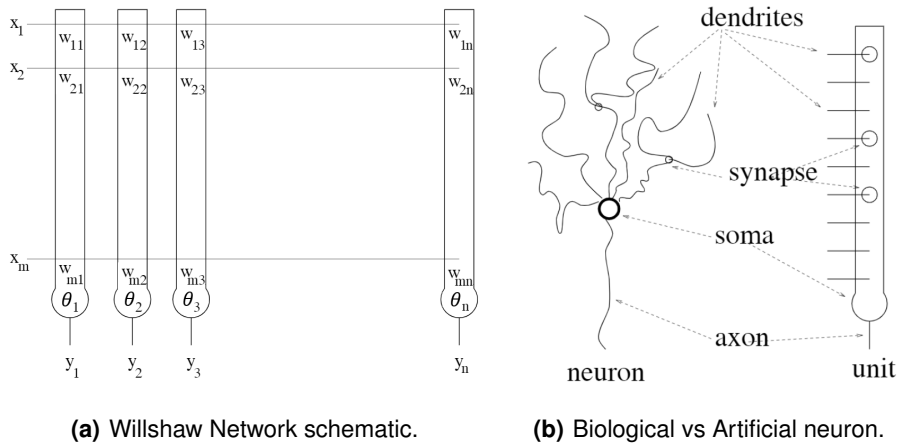 x₁
w₁₁ w₁₂ w₁₃ w₁ₙ
x₂
w₂₁ w₂₂ w₂₃ w₂ₙ
xₘ
wₘ₁ wₘ₂ wₘ₃ wₘₙ
θ₁ θ₂ θ₃ θₙ
y₁ y₂ y₃ yₙ
(a) Willshaw Network schematic.
dendrites
synapse
soma
axon
neuron
unit
(b) Biological vs Artificial neuron.